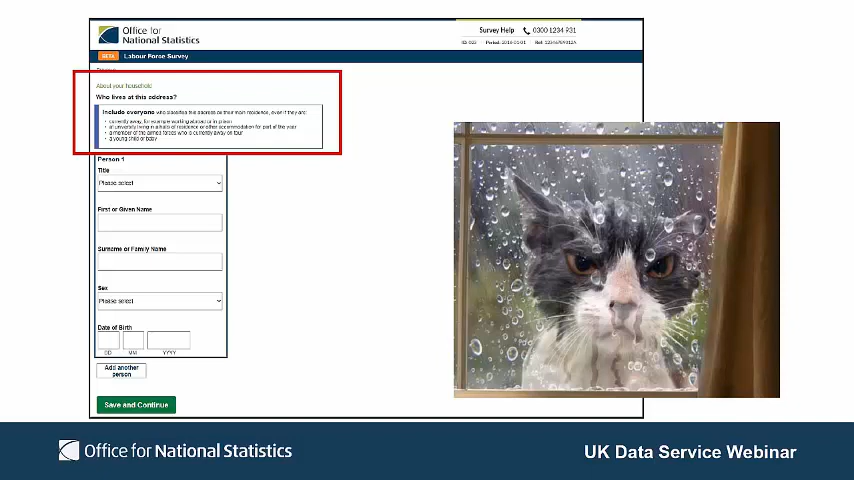 Office for
National Statistics
Survey Help 0300 1234 931
BETA Labour Force Survey
About your household
Who lives at this address?
Include everyone who classifies this address as their main residence, even if they are:
• currently away, for example working abroad or in prison
• at university living in a halls of residence or other accommodation for part of the year
• a member of the armed forces who is currently away on tour
• a young child or baby
Person 1
Title
Please select
First or Given Name
Surname or Family Name
Sex
Please select
Date of Birth
DD MM YYYY
Add another
person
Save and Continue
Office for National Statistics
UK Data Service Webinar